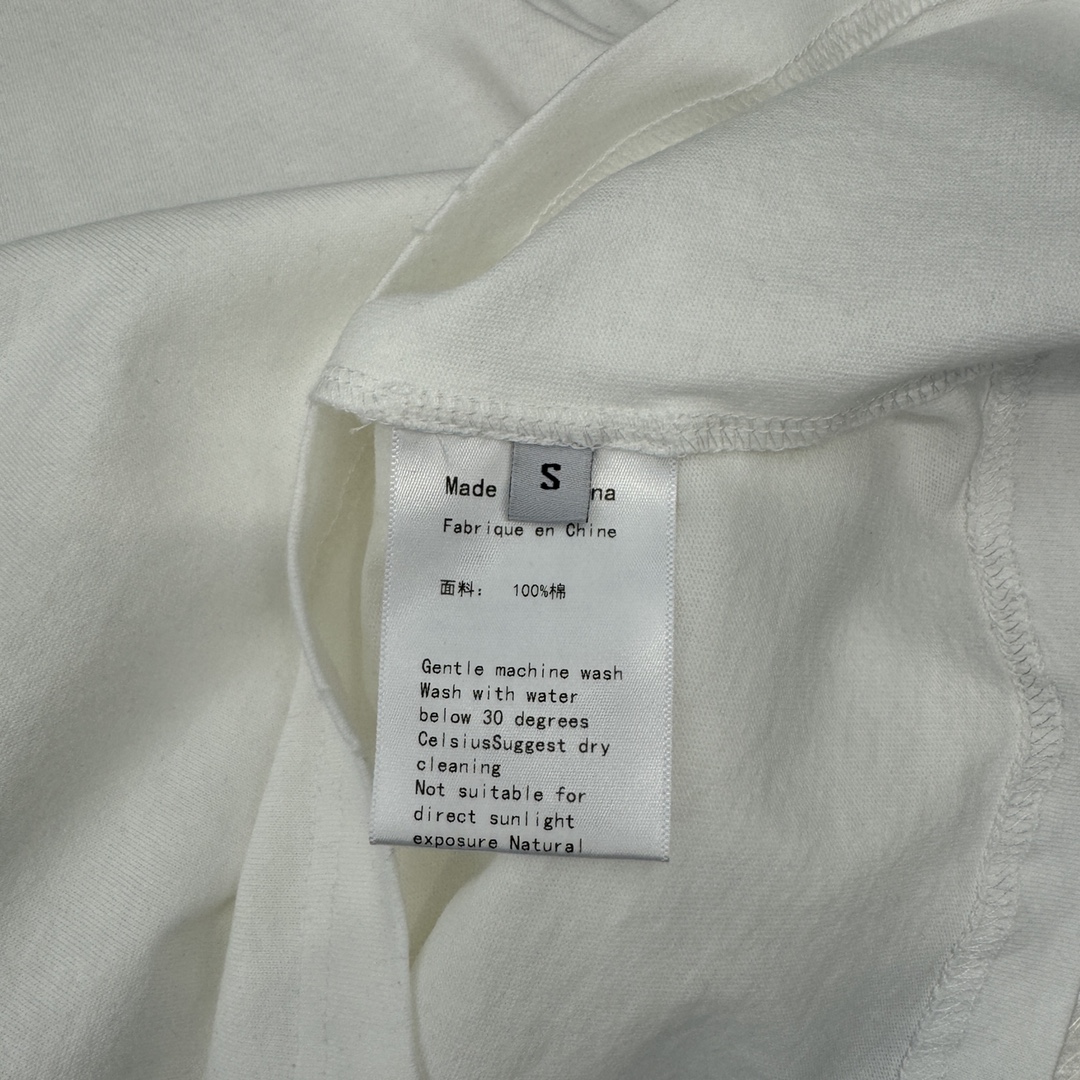 S
Made na
Fabrique en Chine
面料: 100%棉
Gentle machine wash
Wash with water
below 30 degrees
CelsiusSuggest dry
cleaning
Not suitable for
direct sunlight
exposure Natural